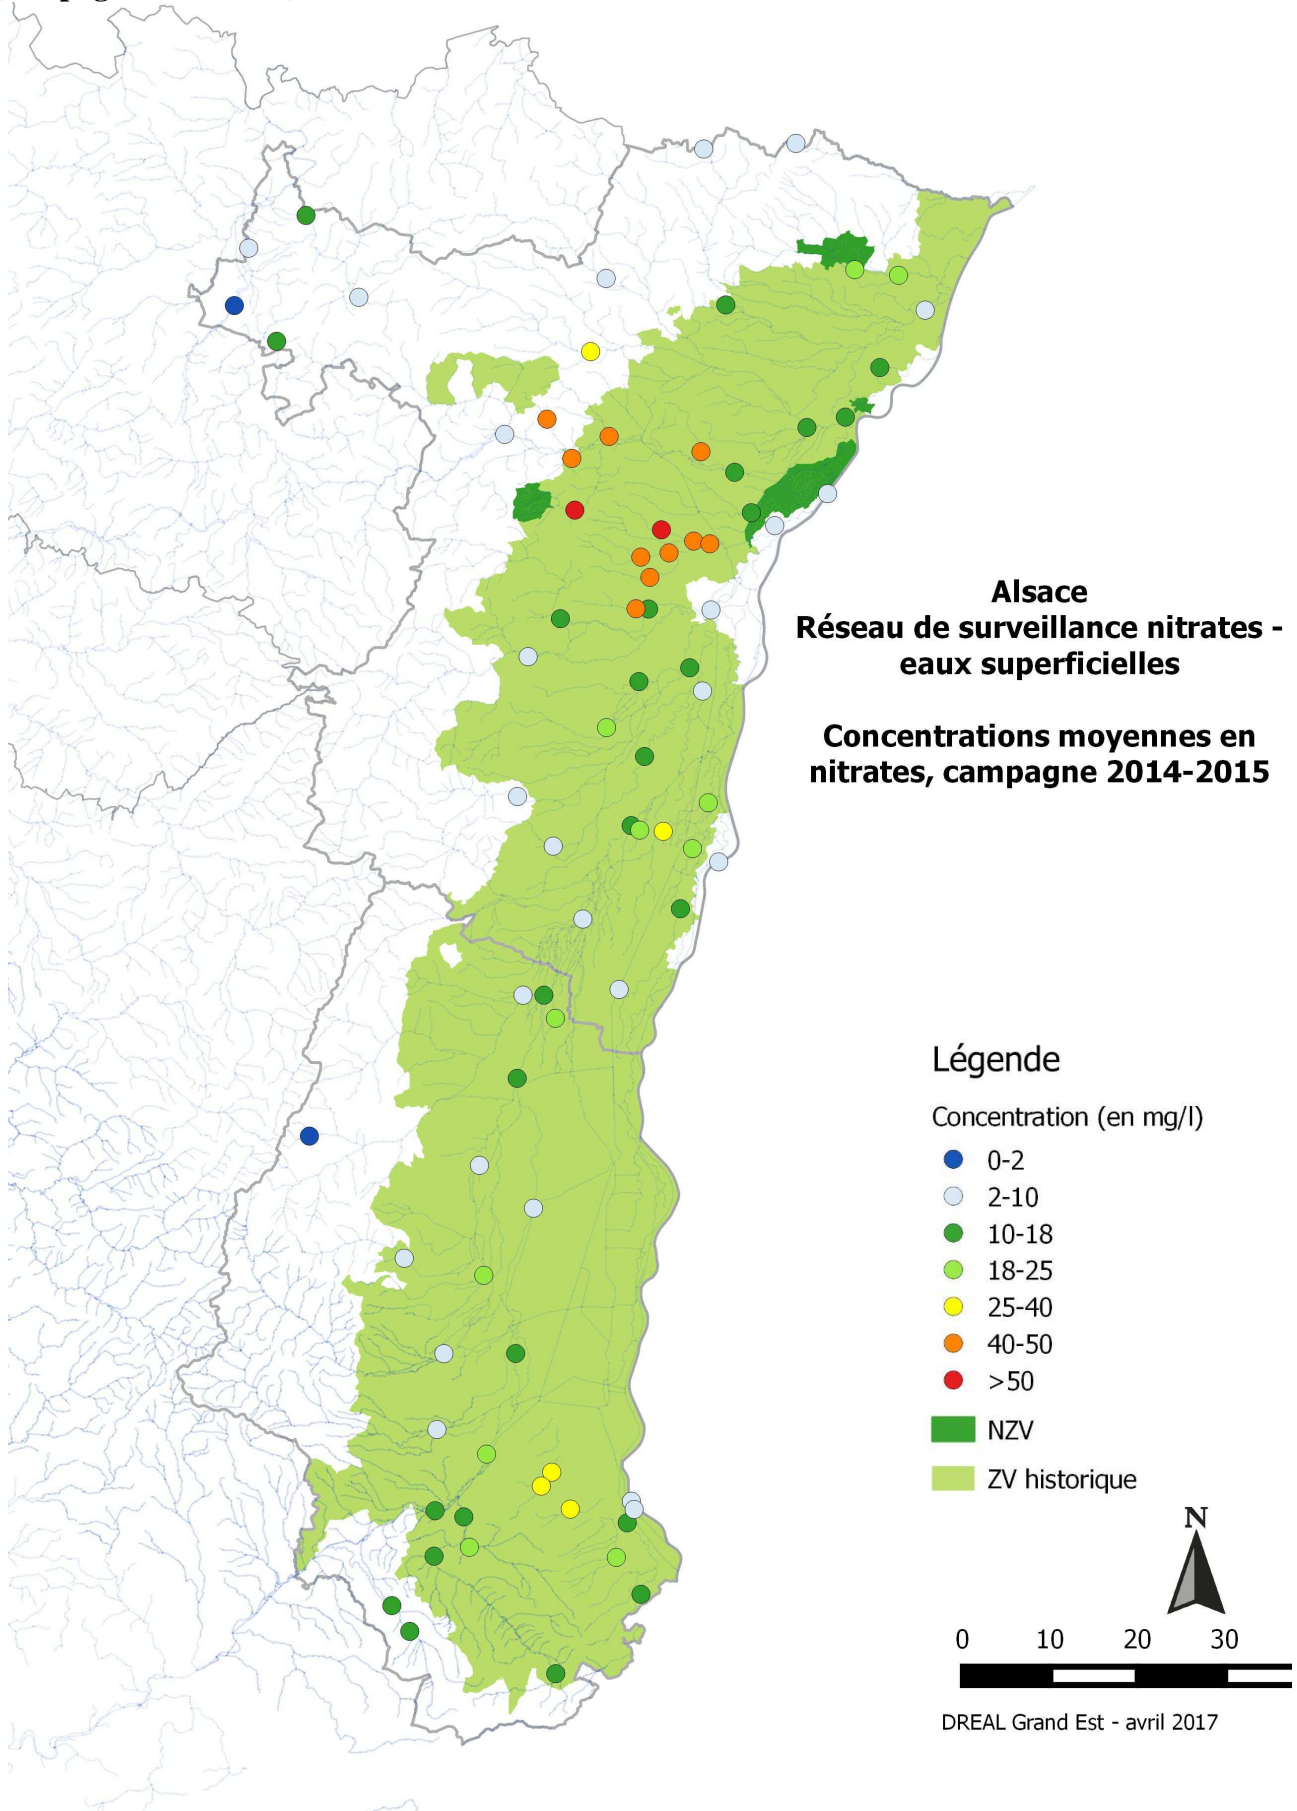 Alsace
Réseau de surveillance nitrates -
eaux superficielles
Concentrations moyennes en
nitrates, campagne 2014-2015
Légende
Concentration (en mg/l)
0-2
2-10
10-18
18-25
25-40
40-50
>50
NZV
ZV historique
N
0 10 20 30
DREAL Grand Est - avril 2017